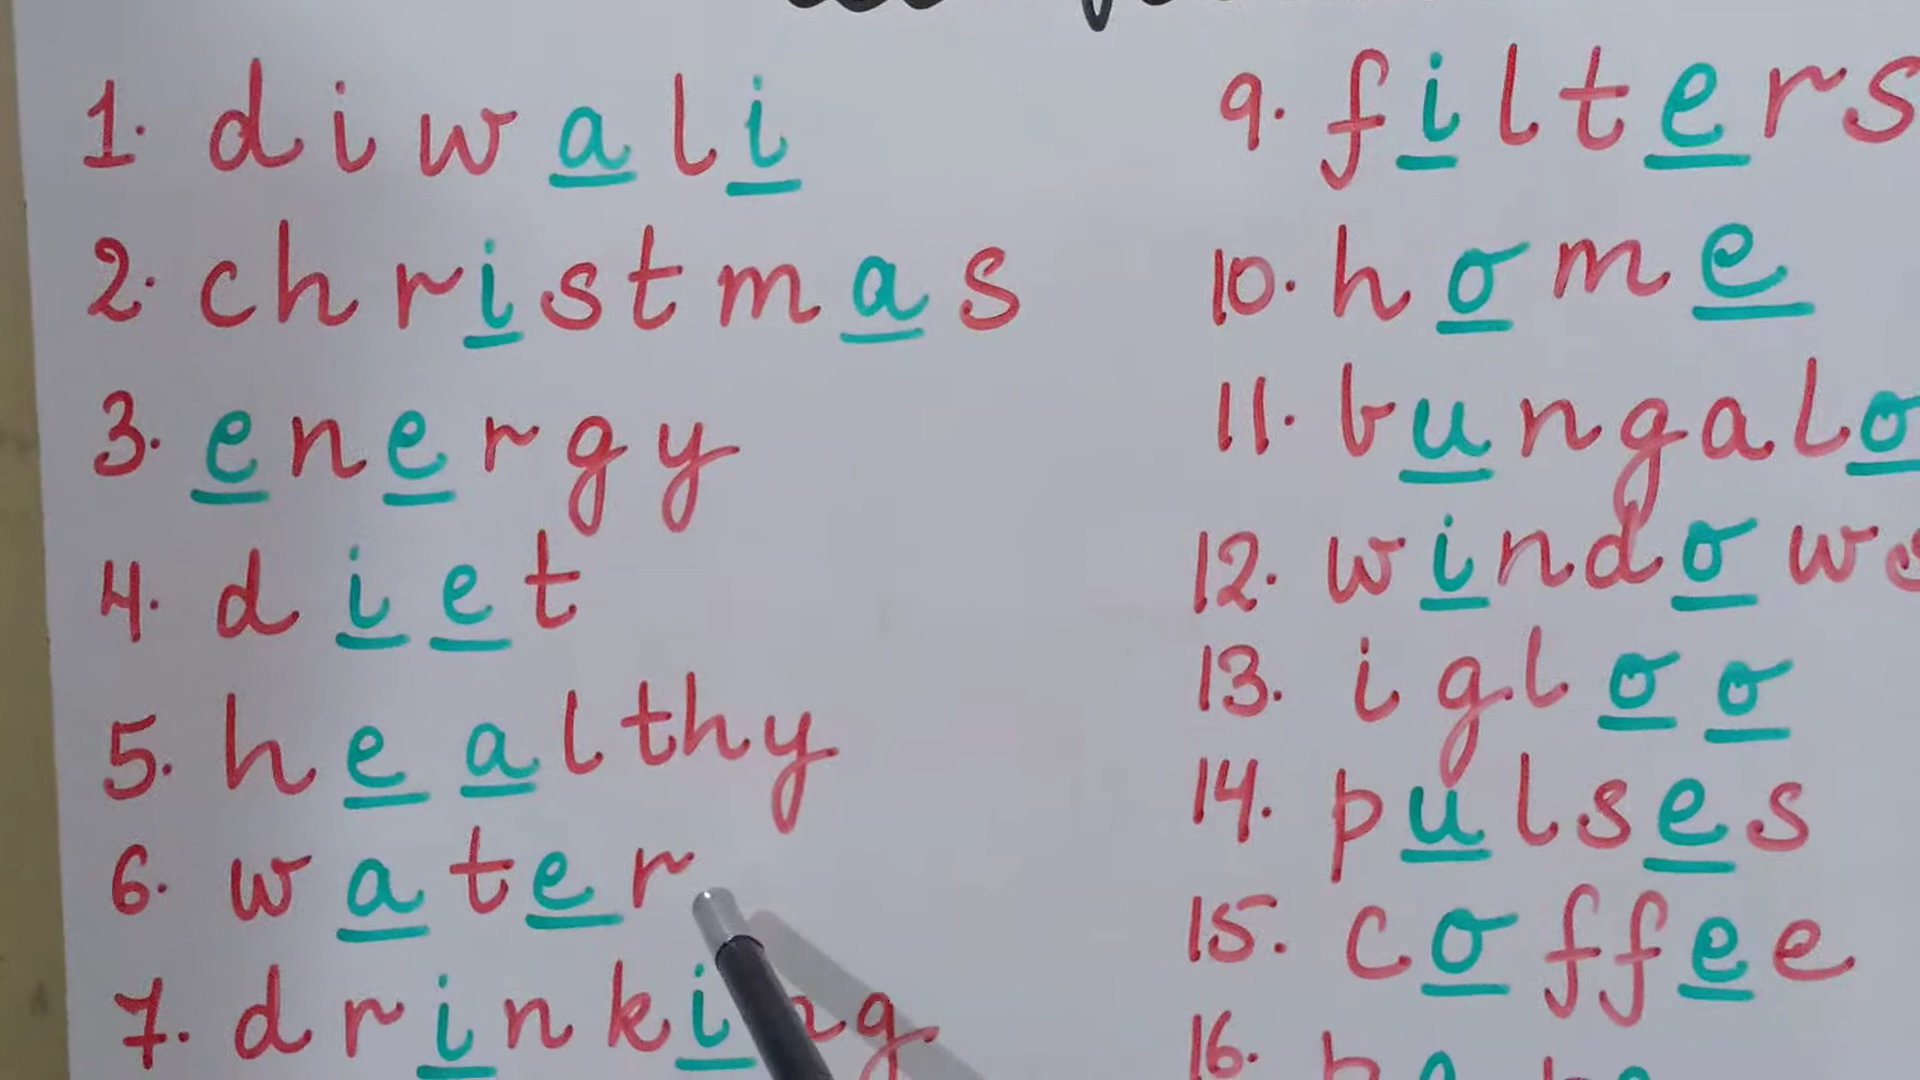 1. diwali
2. christmas
3. energy
4. diet
5. healthy
6. water
7. drinking
9. filters
10. home
11. bungalo
12. windows
13. igloo
14. pulses
15. coffee
16.